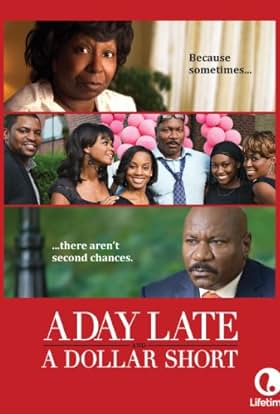 Because
sometimes...
...there aren't
second chances.
A DAY LATE
AND
A DOLLAR SHORT
Lifetime